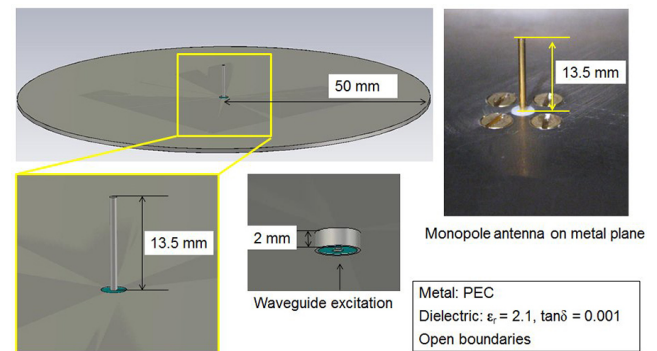 50 mm
13.5 mm
Monopole antenna on metal plane
13.5 mm
2 mm
Waveguide excitation
Metal: PEC
Dielectric: εr = 2.1, tanδ = 0.001
Open boundaries